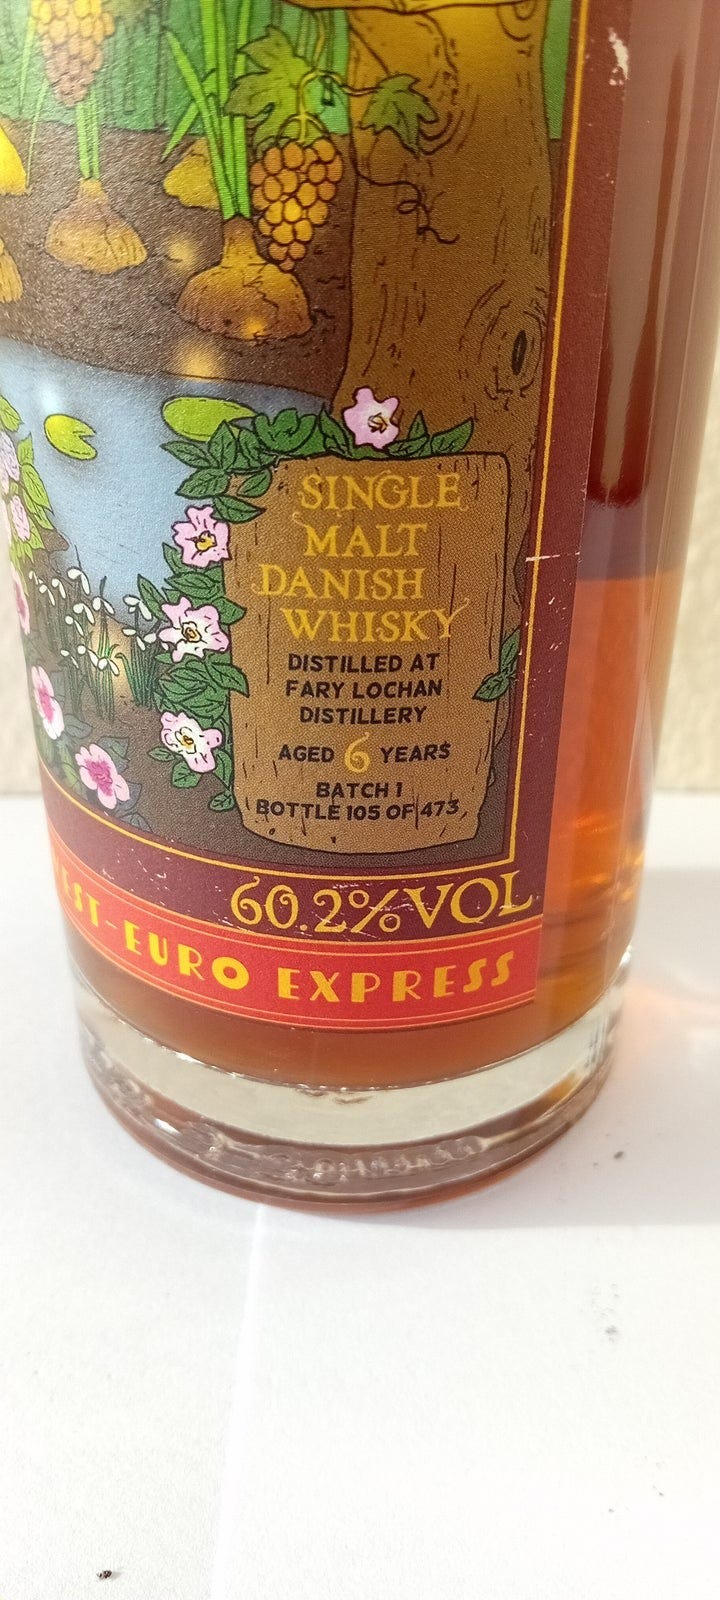 SINGLE
MALT
DANISH
WHISKY
DISTILLED AT
FARY LOCHAN
DISTILLERY
AGED 6 YEARS
BATCH 1
BOTTLE 105 OF 473
60.2% VOL
EURO EXPRESS